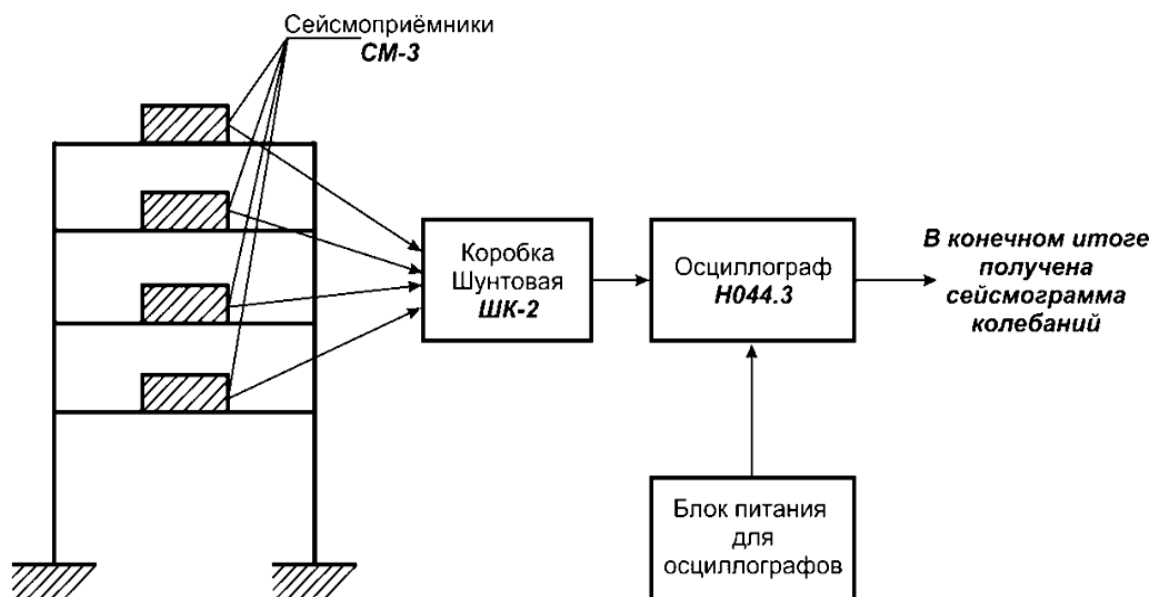 Сейсмоприёмники
СМ-3
Коробка
Шунтовая
ШК-2
Осциллограф
Н044.3
В конечном итоге
получена
сейсмограмма
колебаний
Блок питания
для
осциллографов